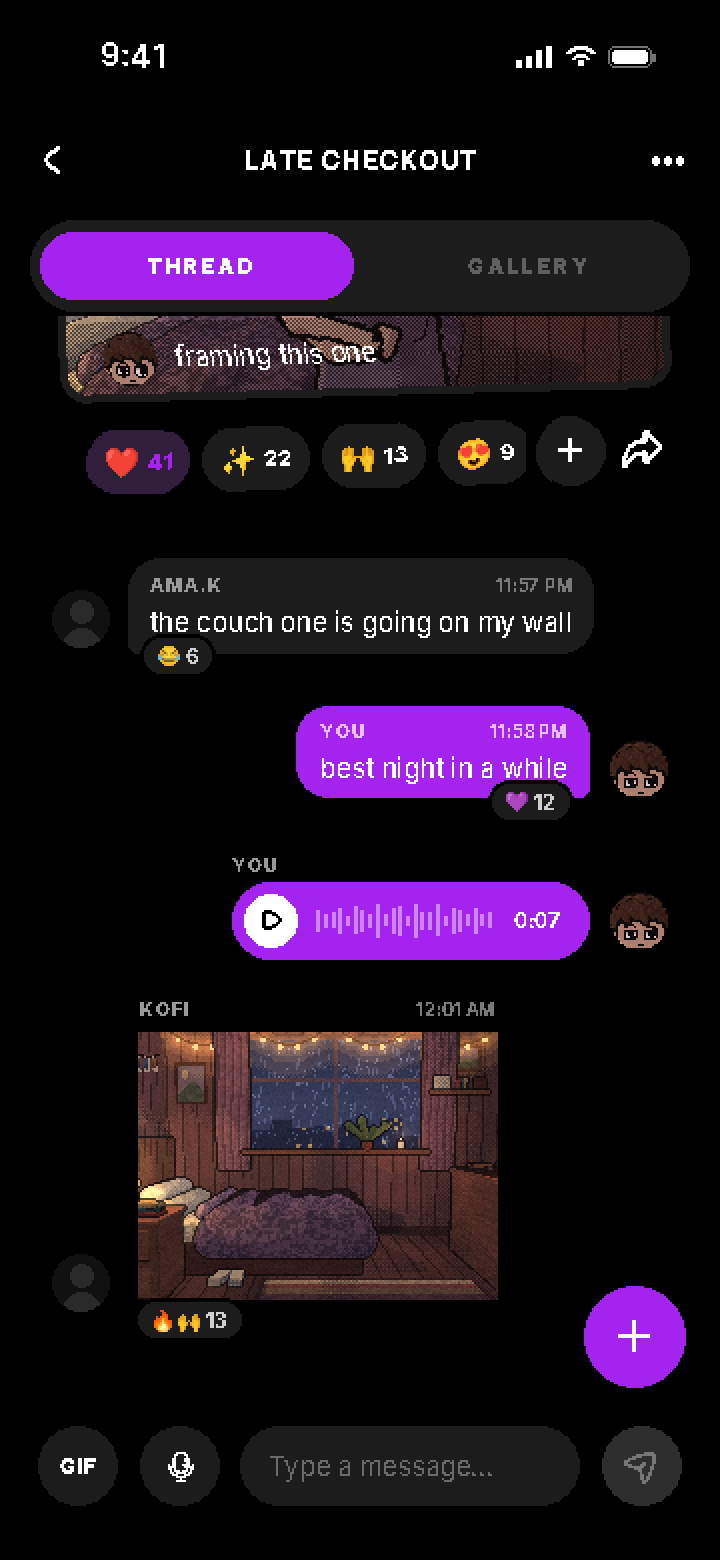 9:41
LATE CHECKOUT
THREAD
GALLERY
framing this one
41
22
13
9
AMA.K 11:57 PM
the couch one is going on my wall
6
YOU 11:58 PM
best night in a while
12
YOU
0:07
KOFI 12:01 AM
13
GIF
Type a message...